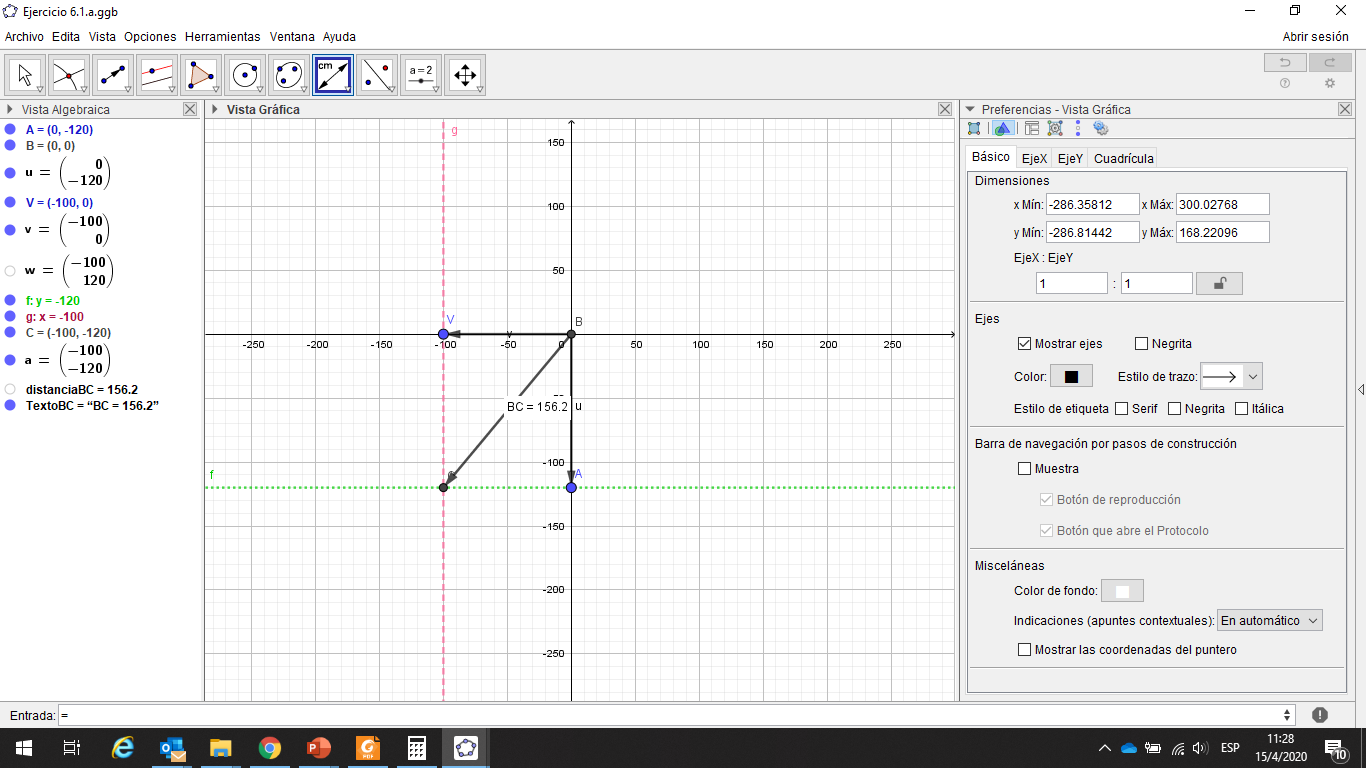 Ejercicio 6.1.a.ggb
Archivo Edita Vista Opciones Herramientas Ventana Ayuda
Abrir sesión
cm
a = 2
Vista Algebraica
A = (0, -120)
B = (0, 0)
u = ( 0
−120 )
V = (-100, 0)
v = ( −100
0 )
w = ( −100
120 )
f: y = -120
g: x = -100
C = (-100, -120)
a = ( −100
−120 )
distanciaBC = 156.2
TextoBC = “BC = 156.2”
Vista Gráfica
g
150
100
50
V
B
v
-250 -200 -150 -100 -50 0 50 100 150 200 250
BC = 156.2
u
-100
f
A
-150
-200
-250
Preferencias - Vista Gráfica
Básico EjeX EjeY Cuadrícula
Dimensiones
x Mín: -286.35812 x Máx: 300.02768
y Mín: -286.81442 y Máx: 168.22096
EjeX : EjeY
1 : 1
Ejes
Mostrar ejes Negrita
Color: Estilo de trazo:
Estilo de etiqueta Serif Negrita Itálica
Barra de navegación por pasos de construcción
Muestra
Botón de reproducción
Botón que abre el Protocolo
Misceláneas
Color de fondo:
Indicaciones (apuntes contextuales): En automático
Mostrar las coordenadas del puntero
Entrada: =
ESP
11:28
15/4/2020
10